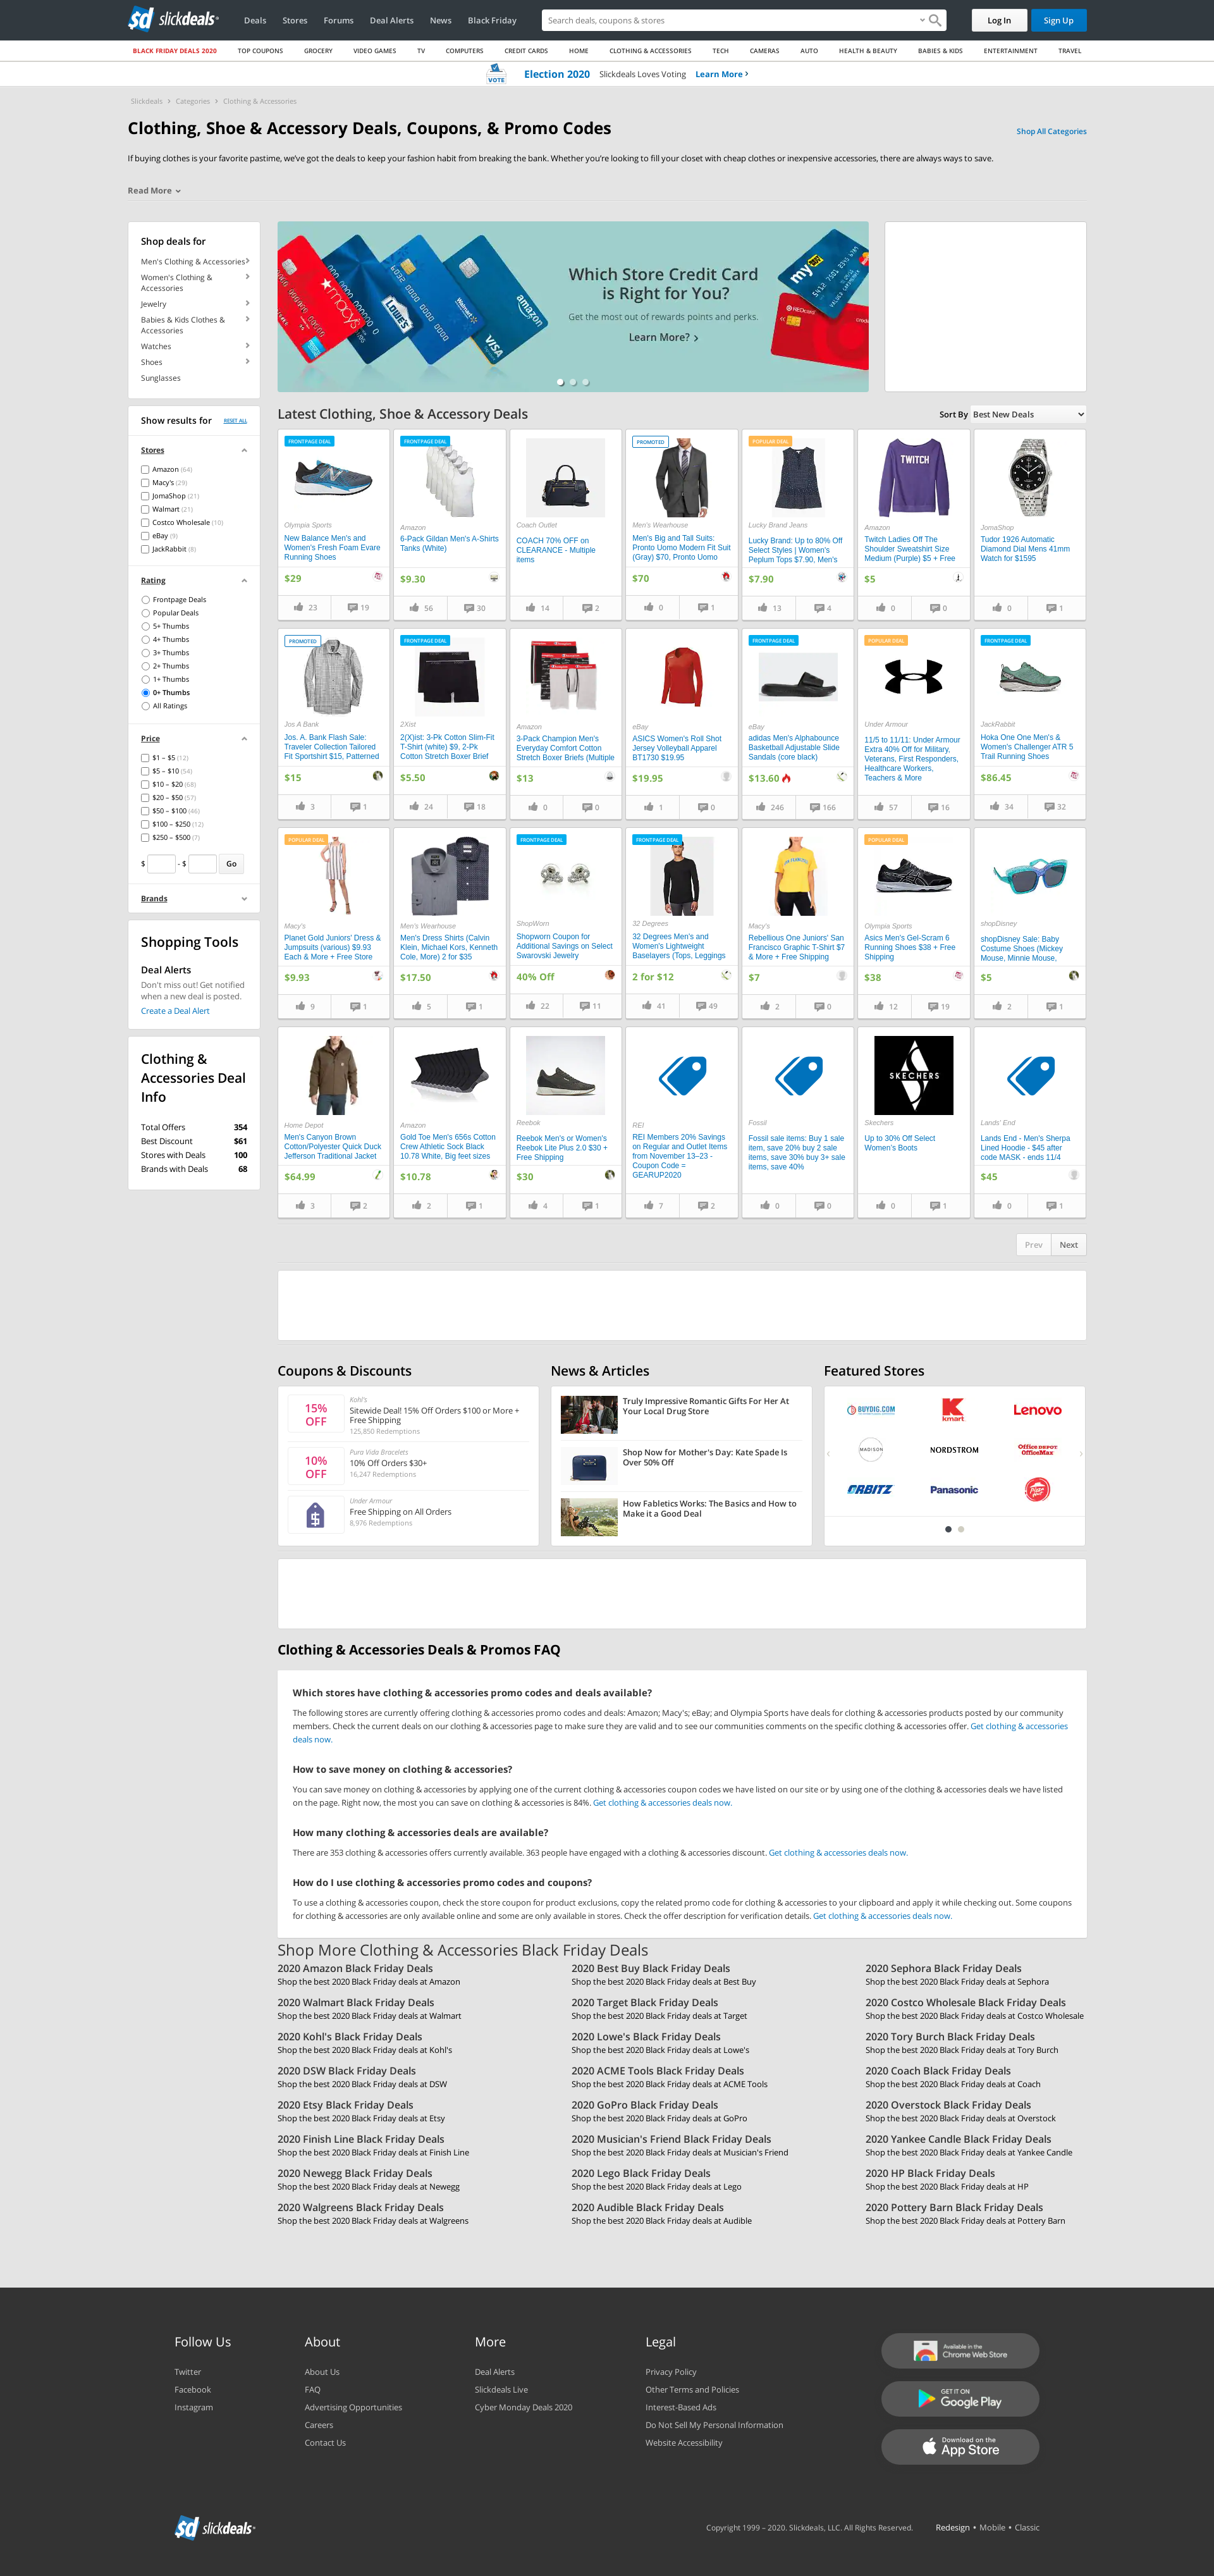 slickdeals
Deals
Stores
Forums
Deal Alerts
News
Black Friday
Search deals, coupons & stores
Log In
Sign Up
BLACK FRIDAY DEALS 2020
TOP COUPONS
GROCERY
VIDEO GAMES
TV
COMPUTERS
CREDIT CARDS
HOME
CLOTHING & ACCESSORIES
TECH
CAMERAS
AUTO
HEALTH & BEAUTY
BABIES & KIDS
ENTERTAINMENT
TRAVEL
VOTE
Election 2020 Slickdeals Loves Voting Learn More
Slickdeals
Categories
Clothing & Accessories
Clothing, Shoe & Accessory Deals, Coupons, & Promo Codes
Shop All Categories
If buying clothes is your favorite pastime, we've got the deals to keep your fashion habit from breaking the bank. Whether you're looking to fill your closet with cheap clothes or inexpensive accessories, there are always ways to save.
Read More
Shop deals for
Men's Clothing & Accessories
Women's Clothing &
Accessories
Jewelry
Babies & Kids Clothes &
Accessories
Watches
Shoes
Sunglasses
Which Store Credit Card
is Right for You?
Get the most out of rewards points and perks.
Learn More?
Show results for
RESET ALL
Stores
Amazon (64)
Macy's (29)
JomaShop (21)
Walmart (21)
Costco Wholesale (10)
eBay (9)
JackRabbit (8)
Rating
Frontpage Deals
Popular Deals
5+ Thumbs
4+ Thumbs
3+ Thumbs
2+ Thumbs
1+ Thumbs
0+ Thumbs
All Ratings
Price
$1 – $5 (12)
$5 – $10 (54)
$10 – $20 (68)
$20 – $50 (57)
$50 – $100 (46)
$100 – $250 (12)
$250 – $500 (7)
$ - $ Go
Brands
Shopping Tools
Deal Alerts
Don't miss out! Get notified
when a new deal is posted.
Create a Deal Alert
Clothing &
Accessories Deal
Info
Total Offers 354
Best Discount $61
Stores with Deals 100
Brands with Deals 68
Latest Clothing, Shoe & Accessory Deals
Sort By Best New Deals
FRONTPAGE DEAL
Olympia Sports
New Balance Men's and
Women's Fresh Foam Evare
Running Shoes
$29
23 19
FRONTPAGE DEAL
Amazon
6-Pack Gildan Men's A-Shirts
Tanks (White)
$9.30
56 30
Coach Outlet
COACH 70% OFF on
CLEARANCE - Multiple
items
14 2
PROMOTED
Men's Wearhouse
Men's Big and Tall Suits:
Pronto Uomo Modern Fit Suit
(Gray) $70, Pronto Uomo
$70
0 1
POPULAR DEAL
Lucky Brand Jeans
Lucky Brand: Up to 80% Off
Select Styles | Women's
Peplum Tops $7.90, Men's
$7.90
13 4
TWITCH
Amazon
Twitch Ladies Off The
Shoulder Sweatshirt Size
Medium (Purple) $5 + Free
$5
0 0
JomaShop
Tudor 1926 Automatic
Diamond Dial Mens 41mm
Watch for $1595
0 1
PROMOTED
Jos A Bank
Jos. A. Bank Flash Sale:
Traveler Collection Tailored
Fit Sportshirt $15, Patterned
$15
3 1
FRONTPAGE DEAL
2Xist
2(X)ist: 3-Pk Cotton Slim-Fit
T-Shirt (white) $9, 2-Pk
Cotton Stretch Boxer Brief
$5.50
24 18
Amazon
3-Pack Champion Men's
Everyday Comfort Cotton
Stretch Boxer Briefs (Multiple
$13
0 0
eBay
ASICS Women's Roll Shot
Jersey Volleyball Apparel
BT1730 $19.95
$19.95
1 0
FRONTPAGE DEAL
eBay
adidas Men's Alphabounce
Basketball Adjustable Slide
Sandals (core black)
$13.60
246 166
POPULAR DEAL
Under Armour
11/5 to 11/11: Under Armour
Extra 40% Off for Military,
Veterans, First Responders,
Healthcare Workers,
Teachers & More
57 16
FRONTPAGE DEAL
JackRabbit
Hoka One One Men's &
Women's Challenger ATR 5
Trail Running Shoes
$86.45
34 32
POPULAR DEAL
Macy's
Planet Gold Juniors' Dress &
Jumpsuits (various) $9.93
Each & More + Free Store
$9.93
9 1
Men's Wearhouse
Men's Dress Shirts (Calvin
Klein, Michael Kors, Kenneth
Cole, More) 2 for $35
$17.50
5 1
FRONTPAGE DEAL
ShopWorn
Shopworn Coupon for
Additional Savings on Select
Swarovski Jewelry
40% Off
22 11
FRONTPAGE DEAL
32 Degrees
32 Degrees Men's and
Women's Lightweight
Baselayers (Tops, Leggings
2 for $12
41 49
Macy's
Rebellious One Juniors' San
Francisco Graphic T-Shirt $7
& More + Free Shipping
$7
2 0
POPULAR DEAL
Olympia Sports
Asics Men's Gel-Scram 6
Running Shoes $38 + Free
Shipping
$38
12 19
shopDisney
shopDisney Sale: Baby
Costume Shoes (Mickey
Mouse, Minnie Mouse,
$5
2 1
Home Depot
Men's Canyon Brown
Cotton/Polyester Quick Duck
Jefferson Traditional Jacket
$64.99
3 2
Amazon
Gold Toe Men's 656s Cotton
Crew Athletic Sock Black
10.78 White, Big feet sizes
$10.78
2 1
Reebok
Reebok Men's or Women's
Reebok Lite Plus 2.0 $30 +
Free Shipping
$30
4 1
REI
REI Members 20% Savings
on Regular and Outlet Items
from November 13–23 -
Coupon Code =
GEARUP2020
7 2
Fossil
Fossil sale items: Buy 1 sale
item, save 20% buy 2 sale
items, save 30% buy 3+ sale
items, save 40%
0 0
SKECHERS
Skechers
Up to 30% Off Select
Women's Boots
0 1
Lands' End
Lands End - Men's Sherpa
Lined Hoodie - $45 after
code MASK - ends 11/4
$45
0 1
Prev Next
Coupons & Discounts
15%
OFF
Kohl's
Sitewide Deal! 15% Off Orders $100 or More +
Free Shipping
125,850 Redemptions
10%
OFF
Pura Vida Bracelets
10% Off Orders $30+
16,247 Redemptions
Under Armour
Free Shipping on All Orders
8,976 Redemptions
News & Articles
Truly Impressive Romantic Gifts For Her At
Your Local Drug Store
Shop Now for Mother's Day: Kate Spade Is
Over 50% Off
How Fabletics Works: The Basics and How to
Make it a Good Deal
Featured Stores
BUYDIG.COM
kmart
Lenovo
MADISON
NORDSTROM
Office DEPOT
OfficeMax
ORBITZ
Panasonic
Clothing & Accessories Deals & Promos FAQ
Which stores have clothing & accessories promo codes and deals available?
The following stores are currently offering clothing & accessories promo codes and deals: Amazon; Macy's; eBay; and Olympia Sports have deals for clothing & accessories products posted by our community
members. Check the current deals on our clothing & accessories page to make sure they are valid and to see our communities comments on the specific clothing & accessories offer. Get clothing & accessories
deals now.
How to save money on clothing & accessories?
You can save money on clothing & accessories by applying one of the current clothing & accessories coupon codes we have listed on our site or by using one of the clothing & accessories deals we have listed
on the page. Right now, the most you can save on clothing & accessories is 84%. Get clothing & accessories deals now.
How many clothing & accessories deals are available?
There are 353 clothing & accessories offers currently available. 363 people have engaged with a clothing & accessories discount. Get clothing & accessories deals now.
How do I use clothing & accessories promo codes and coupons?
To use a clothing & accessories coupon, check the store coupon for product exclusions, copy the related promo code for clothing & accessories to your clipboard and apply it while checking out. Some coupons
for clothing & accessories are only available online and some are only available in stores. Check the offer description for verification details. Get clothing & accessories deals now.
Shop More Clothing & Accessories Black Friday Deals
2020 Amazon Black Friday Deals
Shop the best 2020 Black Friday deals at Amazon
2020 Best Buy Black Friday Deals
Shop the best 2020 Black Friday deals at Best Buy
2020 Sephora Black Friday Deals
Shop the best 2020 Black Friday deals at Sephora
2020 Walmart Black Friday Deals
Shop the best 2020 Black Friday deals at Walmart
2020 Target Black Friday Deals
Shop the best 2020 Black Friday deals at Target
2020 Costco Wholesale Black Friday Deals
Shop the best 2020 Black Friday deals at Costco Wholesale
2020 Kohl's Black Friday Deals
Shop the best 2020 Black Friday deals at Kohl's
2020 Lowe's Black Friday Deals
Shop the best 2020 Black Friday deals at Lowe's
2020 Tory Burch Black Friday Deals
Shop the best 2020 Black Friday deals at Tory Burch
2020 DSW Black Friday Deals
Shop the best 2020 Black Friday deals at DSW
2020 ACME Tools Black Friday Deals
Shop the best 2020 Black Friday deals at ACME Tools
2020 Coach Black Friday Deals
Shop the best 2020 Black Friday deals at Coach
2020 Etsy Black Friday Deals
Shop the best 2020 Black Friday deals at Etsy
2020 GoPro Black Friday Deals
Shop the best 2020 Black Friday deals at GoPro
2020 Overstock Black Friday Deals
Shop the best 2020 Black Friday deals at Overstock
2020 Finish Line Black Friday Deals
Shop the best 2020 Black Friday deals at Finish Line
2020 Musician's Friend Black Friday Deals
Shop the best 2020 Black Friday deals at Musician's Friend
2020 Yankee Candle Black Friday Deals
Shop the best 2020 Black Friday deals at Yankee Candle
2020 Newegg Black Friday Deals
Shop the best 2020 Black Friday deals at Newegg
2020 Lego Black Friday Deals
Shop the best 2020 Black Friday deals at Lego
2020 HP Black Friday Deals
Shop the best 2020 Black Friday deals at HP
2020 Walgreens Black Friday Deals
Shop the best 2020 Black Friday deals at Walgreens
2020 Audible Black Friday Deals
Shop the best 2020 Black Friday deals at Audible
2020 Pottery Barn Black Friday Deals
Shop the best 2020 Black Friday deals at Pottery Barn
Follow Us
Twitter
Facebook
Instagram
About
About Us
FAQ
Advertising Opportunities
Careers
Contact Us
More
Deal Alerts
Slickdeals Live
Cyber Monday Deals 2020
Legal
Privacy Policy
Other Terms and Policies
Interest-Based Ads
Do Not Sell My Personal Information
Website Accessibility
Available in the
Chrome Web Store
GET IT ON
Google Play
Download on the
App Store
slickdeals
Copyright 1999 – 2020. Slickdeals, LLC. All Rights Reserved.
Redesign • Mobile • Classic